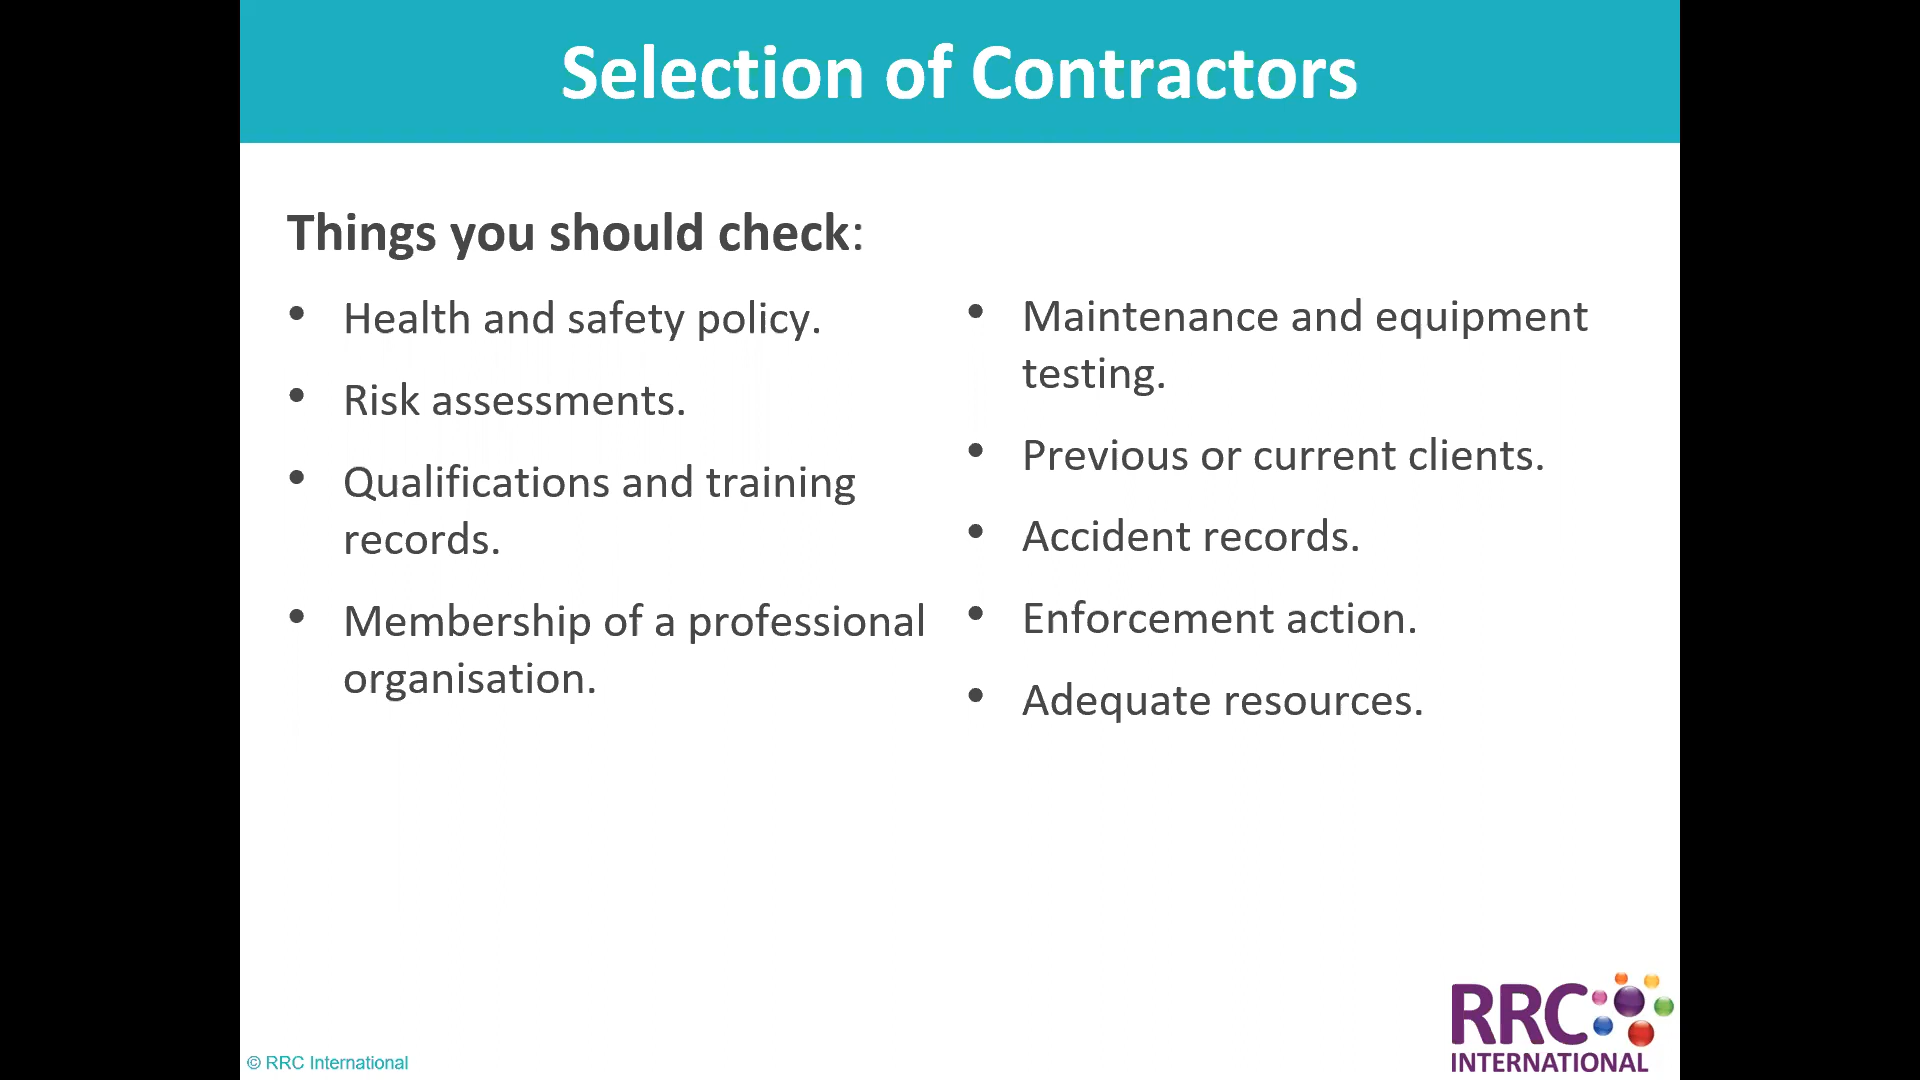 Selection of Contractors
Things you should check:
• Health and safety policy.
• Risk assessments.
• Qualifications and training
records.
• Membership of a professional
organisation.
• Maintenance and equipment
testing.
• Previous or current clients.
• Accident records.
• Enforcement action.
• Adequate resources.
© RRC International
RRC
INTERNATIONAL